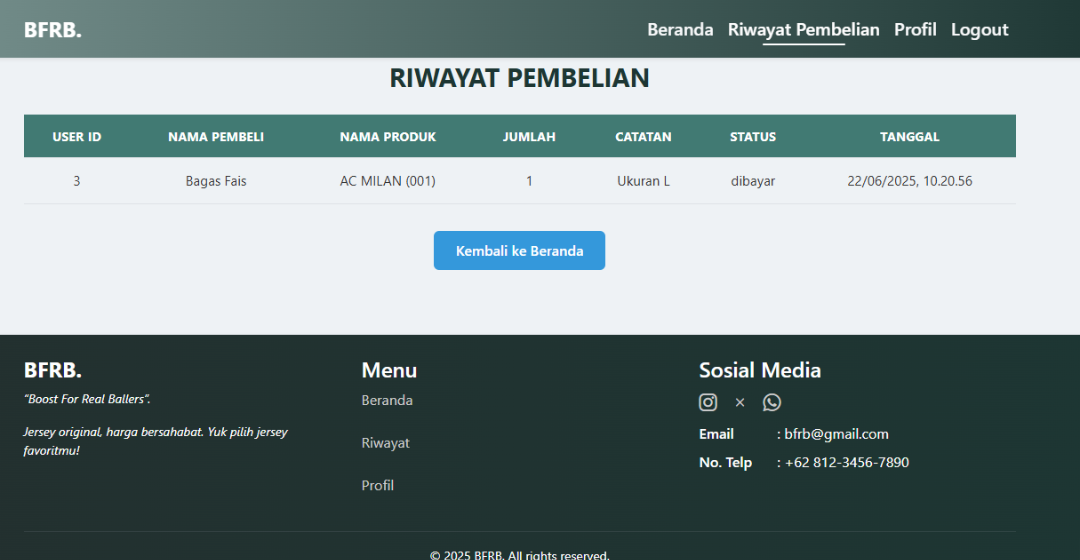 BFRB.
Beranda Riwayat Pembelian Profil Logout
RIWAYAT PEMBELIAN
USER ID NAMA PEMBELI NAMA PRODUK JUMLAH CATATAN STATUS TANGGAL
3 Bagas Fais AC MILAN (001) 1 Ukuran L dibayar 22/06/2025, 10.20.56
Kembali ke Beranda
BFRB.
“Boost For Real Ballers”.
Jersey original, harga bersahabat. Yuk pilih jersey
favoritmu!
Menu
Beranda
Riwayat
Profil
Sosial Media
×
Email : bfrb@gmail.com
No. Telp : +62 812-3456-7890
© 2025 BFRB. All rights reserved.